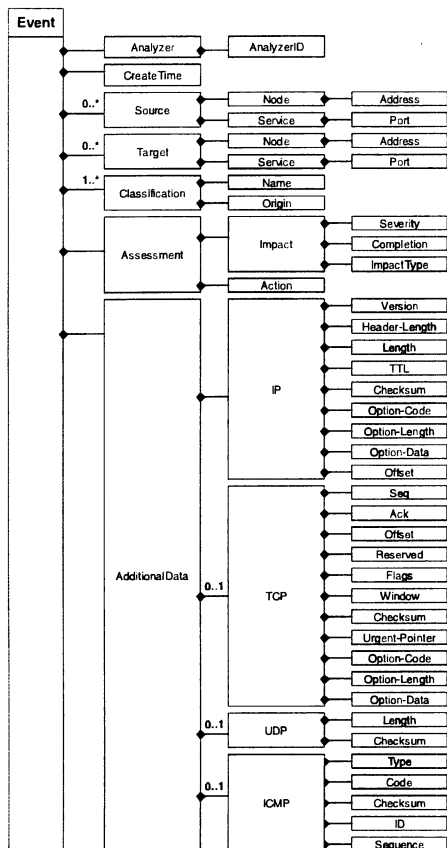 Event
Analyzer
AnalyzerID
CreateTime
0..*
Source
Node
Address
Service
Port
0..*
Target
Node
Address
Service
Port
1..*
Classification
Name
Origin
Assessment
Impact
Severity
Completion
ImpactType
Action
AdditionalData
IP
Version
Header-Length
Length
TTL
Checksum
Option-Code
Option-Length
Option-Data
Offset
0..1
TCP
Seq
Ack
Offset
Reserved
Flags
Window
Checksum
Urgent-Pointer
Option-Code
Option-Length
Option-Data
0..1
UDP
Length
Checksum
0..1
ICMP
Type
Code
Checksum
ID
Sequence